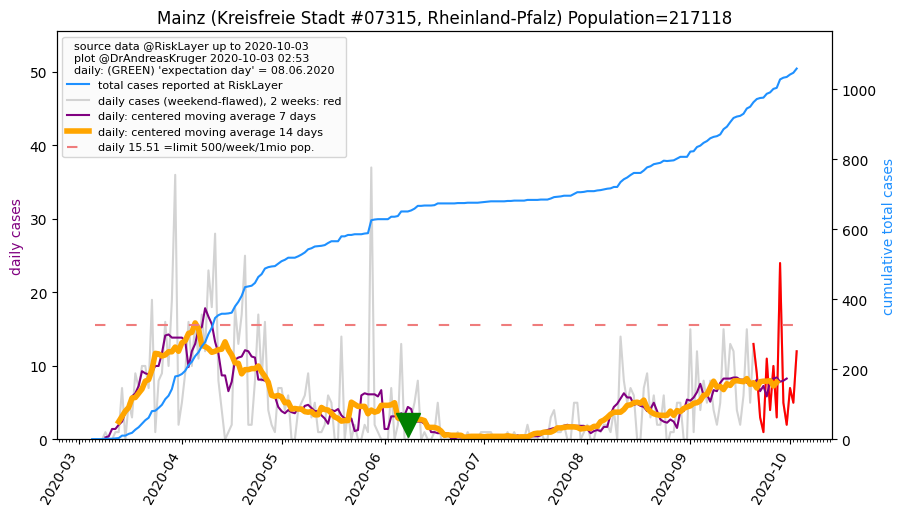 Mainz (Kreisfreie Stadt #07315, Rheinland-Pfalz) Population=217118
source data @RiskLayer up to 2020-10-03
plot @DrAndreasKruger 2020-10-03 02:53
daily: (GREEN) 'expectation day' = 08.06.2020
total cases reported at RiskLayer
daily cases (weekend-flawed), 2 weeks: red
daily: centered moving average 7 days
daily: centered moving average 14 days
daily 15.51 =limit 500/week/1mio pop.
daily cases
50
40
30
20
10
0
cumulative total cases
1000
800
600
400
200
0
2020-03
2020-04
2020-05
2020-06
2020-07
2020-08
2020-09
2020-10